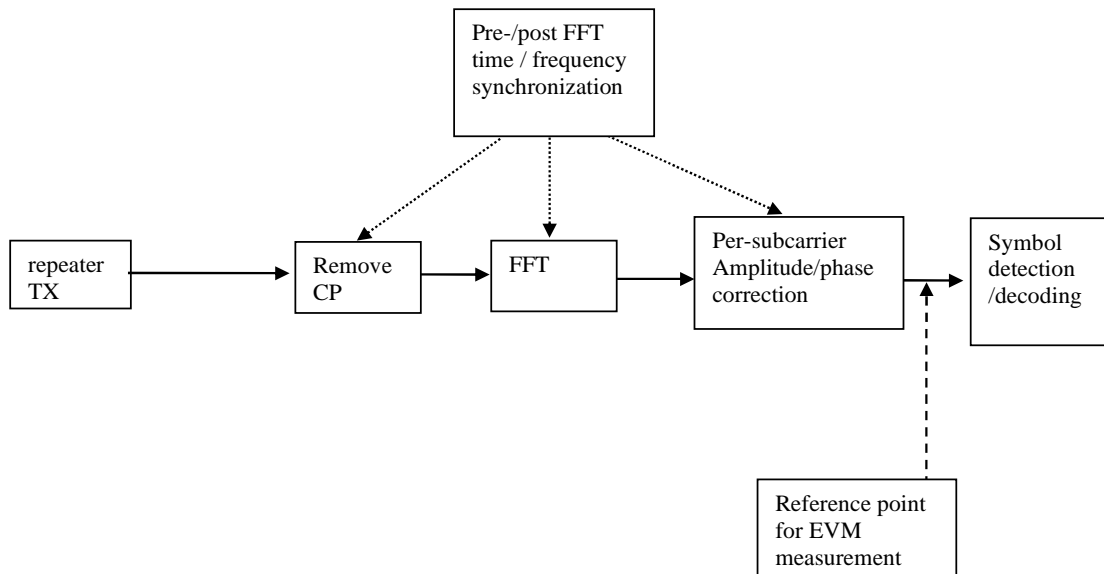 Pre-/post FFT
time / frequency
synchronization
repeater
TX
Remove
CP
FFT
Per-subcarrier
Amplitude/phase
correction
Symbol
detection
/decoding
Reference point
for EVM
measurement